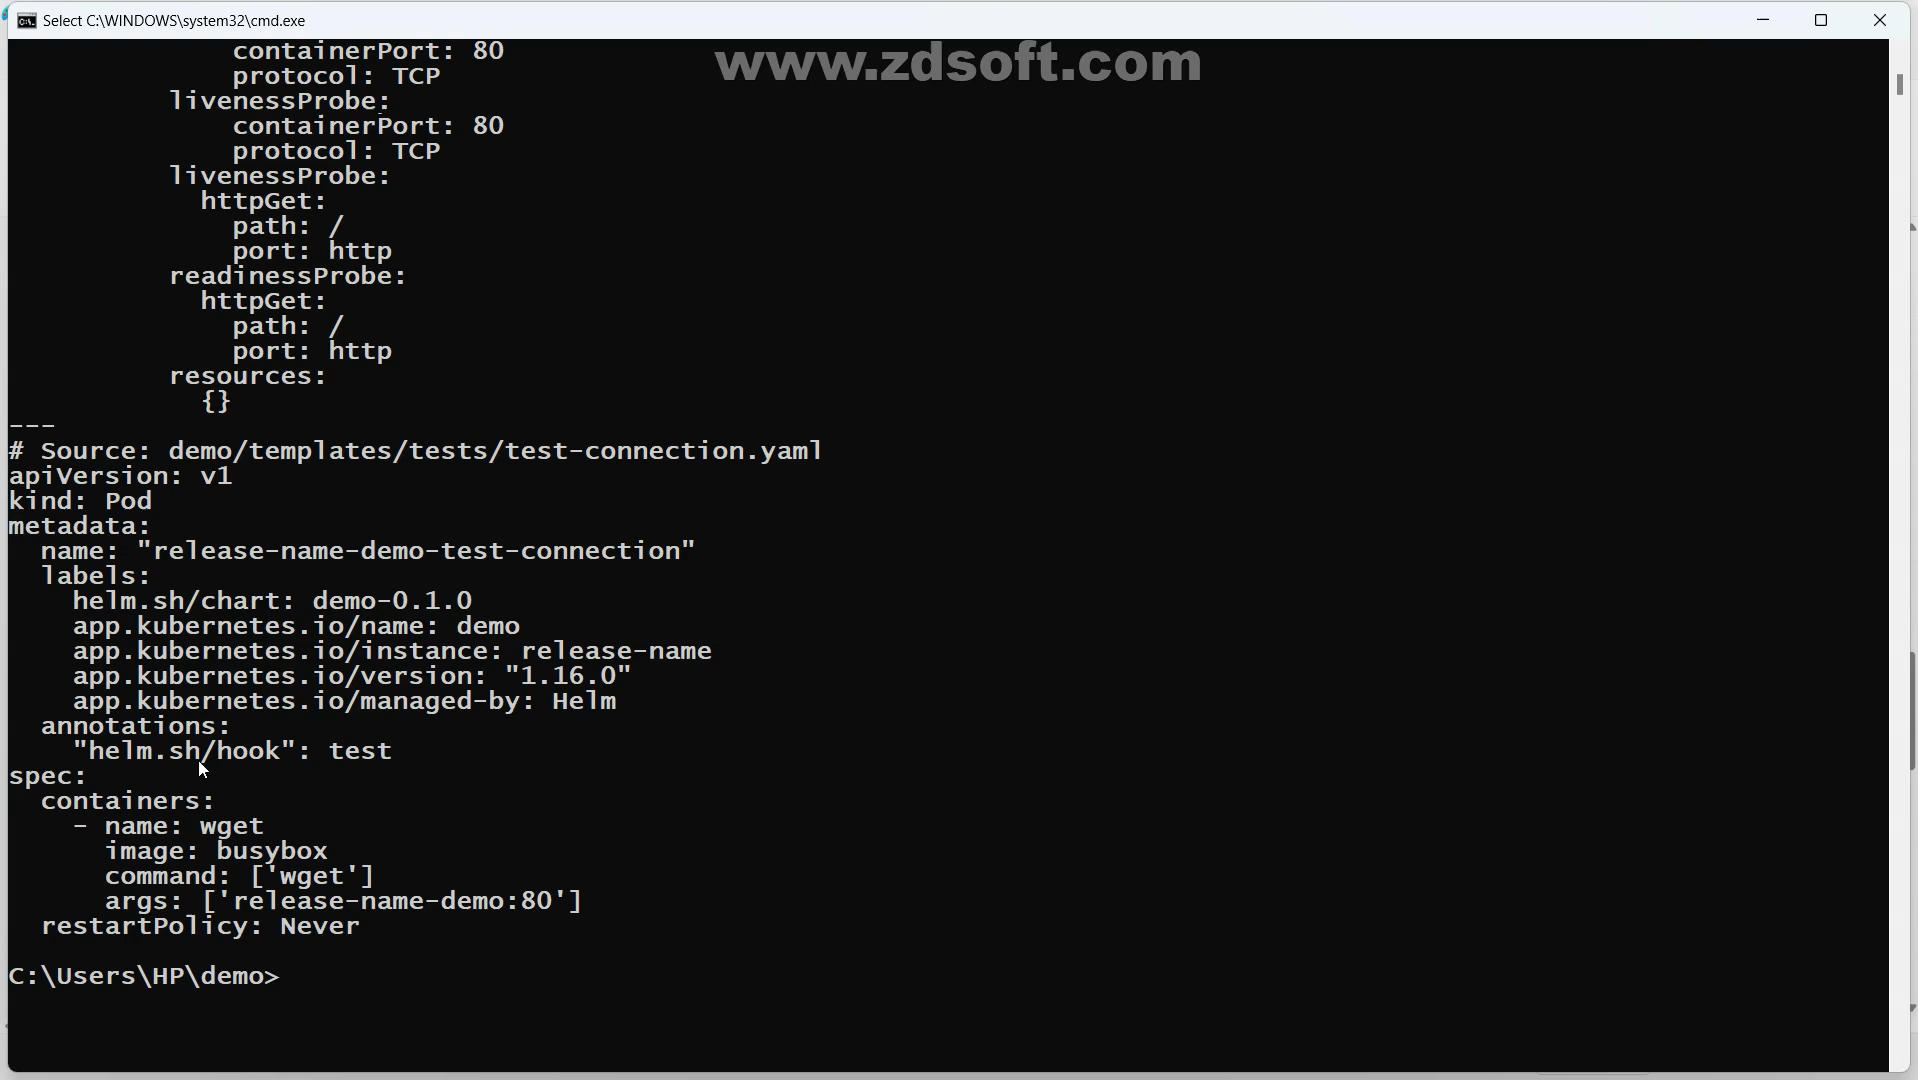 Select C:\WINDOWS\system32\cmd.exe
www.zdsoft.com
            containerPort: 80
            protocol: TCP
        livenessProbe:
            containerPort: 80
            protocol: TCP
        livenessProbe:
          httpGet:
            path: /
            port: http
        readinessProbe:
          httpGet:
            path: /
            port: http
        resources:
          {}
---
# Source: demo/templates/tests/test-connection.yaml
apiVersion: v1
kind: Pod
metadata:
  name: "release-name-demo-test-connection"
  labels:
    helm.sh/chart: demo-0.1.0
    app.kubernetes.io/name: demo
    app.kubernetes.io/instance: release-name
    app.kubernetes.io/version: "1.16.0"
    app.kubernetes.io/managed-by: Helm
  annotations:
    "helm.sh/hook": test
spec:
  containers:
    - name: wget
      image: busybox
      command: ['wget']
      args: ['release-name-demo:80']
  restartPolicy: Never
C:\Users\HP\demo>